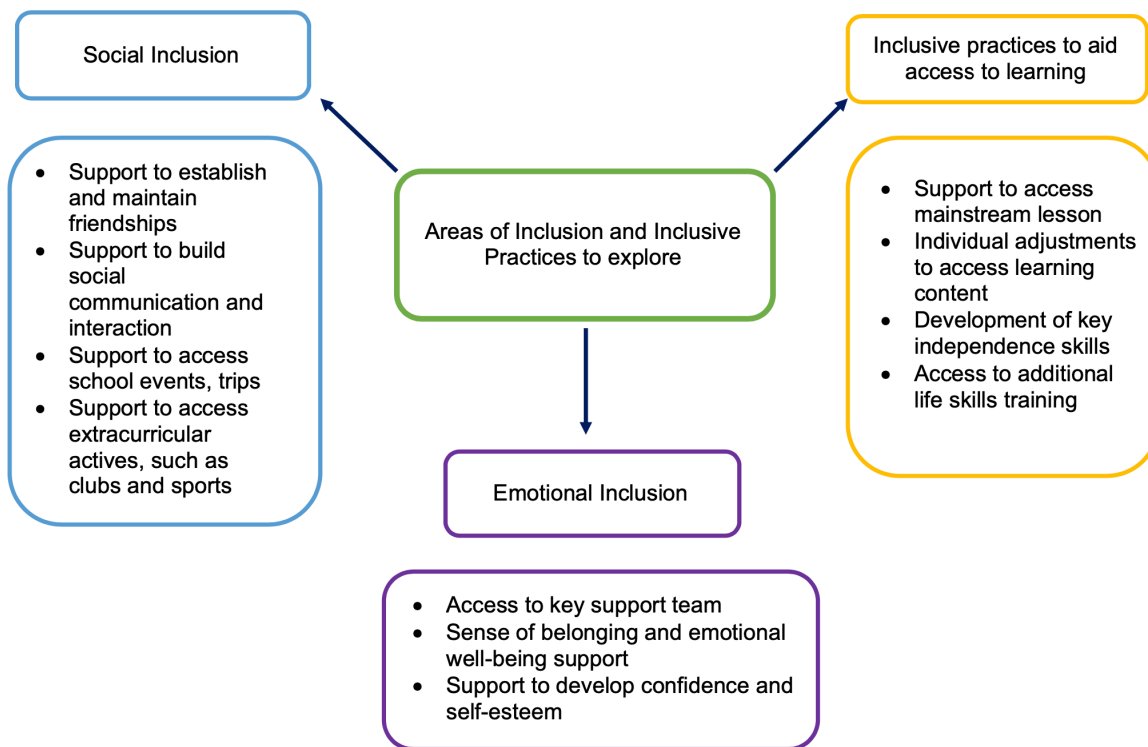 Social Inclusion
• Support to establish
and maintain
friendships
• Support to build
social
communication and
interaction
• Support to access
school events, trips
• Support to access
extracurricular
actives, such as
clubs and sports
Areas of Inclusion and Inclusive
Practices to explore
Inclusive practices to aid
access to learning
• Support to access
mainstream lesson
• Individual adjustments
to access learning
content
• Development of key
independence skills
• Access to additional
life skills training
Emotional Inclusion
• Access to key support team
• Sense of belonging and emotional
well-being support
• Support to develop confidence and
self-esteem